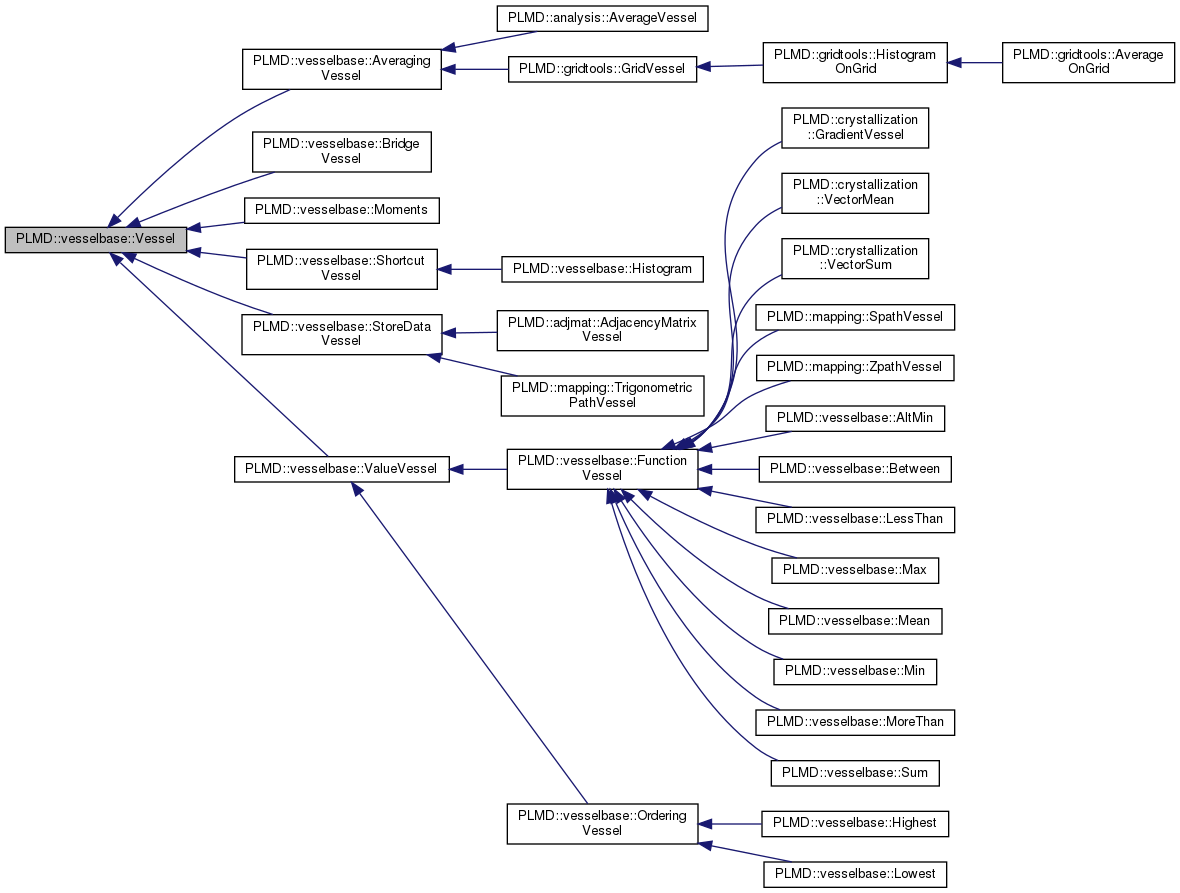 PLMD::vesselbase::Vessel
PLMD::vesselbase::Averaging
Vessel
PLMD::vesselbase::Bridge
Vessel
PLMD::vesselbase::Moments
PLMD::vesselbase::Shortcut
Vessel
PLMD::vesselbase::StoreData
Vessel
PLMD::vesselbase::ValueVessel
PLMD::analysis::AverageVessel
PLMD::gridtools::GridVessel
PLMD::vesselbase::Histogram
PLMD::adjmat::AdjacencyMatrix
Vessel
PLMD::mapping::Trigonometric
PathVessel
PLMD::vesselbase::Function
Vessel
PLMD::vesselbase::Ordering
Vessel
PLMD::gridtools::Histogram
OnGrid
PLMD::crystallization
::GradientVessel
PLMD::crystallization
::VectorMean
PLMD::crystallization
::VectorSum
PLMD::mapping::SpathVessel
PLMD::mapping::ZpathVessel
PLMD::vesselbase::AltMin
PLMD::vesselbase::Between
PLMD::vesselbase::LessThan
PLMD::vesselbase::Max
PLMD::vesselbase::Mean
PLMD::vesselbase::Min
PLMD::vesselbase::MoreThan
PLMD::vesselbase::Sum
PLMD::vesselbase::Highest
PLMD::vesselbase::Lowest
PLMD::gridtools::Average
OnGrid